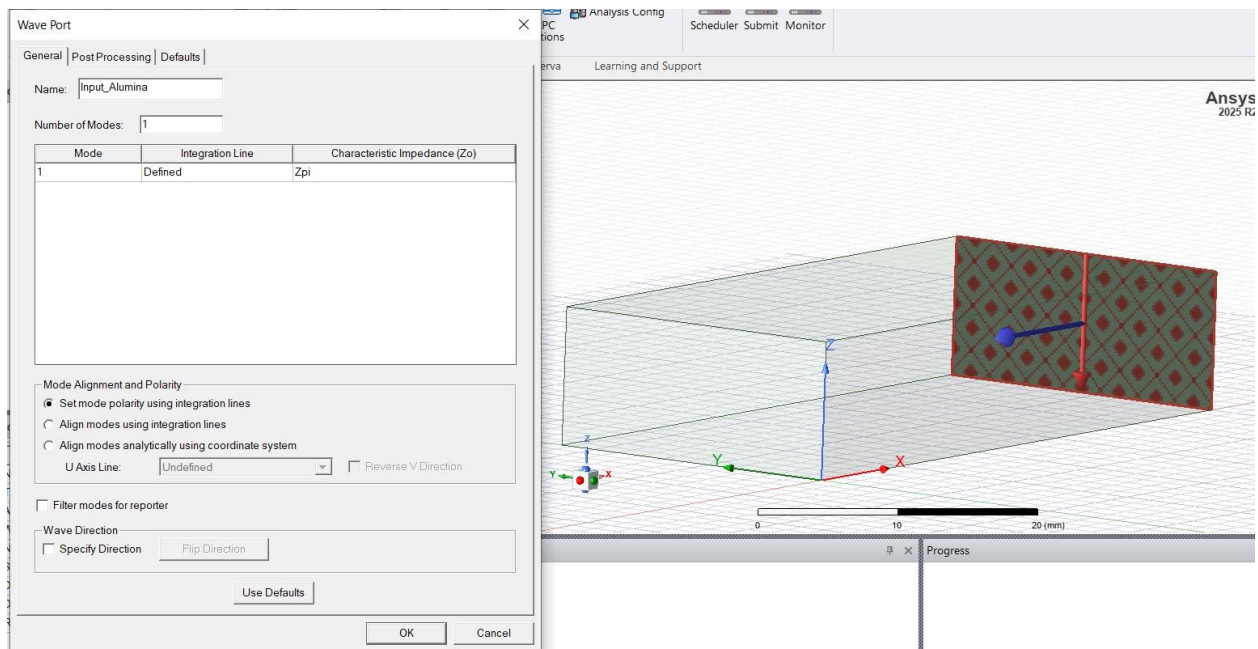 Wave Port
General
Post Processing
Defaults
Name: Input_Alumina
Number of Modes: 1
Mode Integration Line Characteristic Impedance (Zo)
1 Defined Zpi
Mode Alignment and Polarity
Set mode polarity using integration lines
Align modes using integration lines
Align modes analytically using coordinate system
U Axis Line: Undefined Reverse V Direction
Filter modes for reporter
Wave Direction
Specify Direction Flip Direction
Use Defaults
OK Cancel
PC
tions
Analysis Config
Scheduler Submit Monitor
erva
Learning and Support
Ansys
2025 R2
Z
Y
X
Z
Y
X
0 10 20 (mm)
Progress